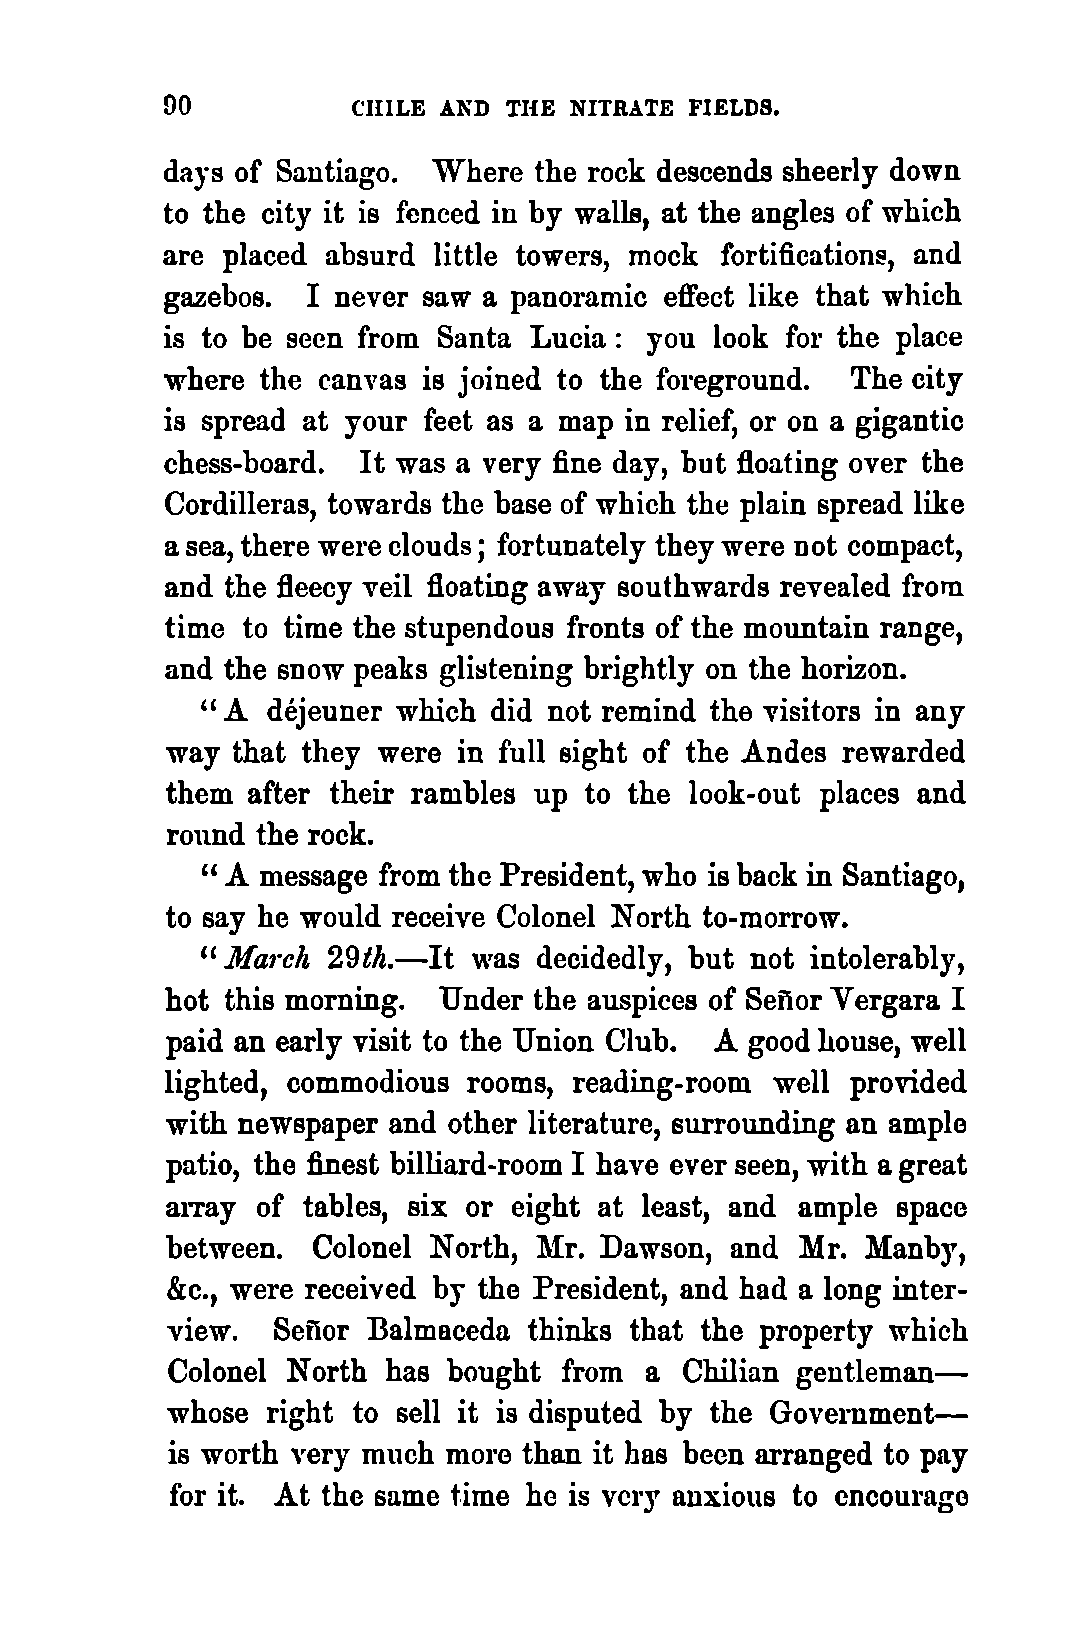 90 CHILE AND THE NITRATE FIELDS.
days of Santiago. Where the rock descends sheerly down
to the city it is fenced in by walls, at the angles of which
are placed absurd little towers, mock fortifications, and
gazebos. I never saw a panoramic effect like that which
is to be seen from Santa Lucia: you look for the place
where the canvas is joined to the foreground. The city
is spread at your feet as a map in relief, or on a gigantic
chess-board. It was a very fine day, but floating over the
Cordilleras, towards the base of which the plain spread like
a sea, there were clouds; fortunately they were not compact,
and the fleecy veil floating away southwards revealed from
time to time the stupendous fronts of the mountain range,
and the snow peaks glistening brightly on the horizon.
"A déjeuner which did not remind the visitors in any
way that they were in full sight of the Andes rewarded
them after their rambles up to the look-out places and
round the rock.
"A message from the President, who is back in Santiago,
to say he would receive Colonel North to-morrow.
"March 29th.—It was decidedly, but not intolerably,
hot this morning. Under the auspices of Señor Vergara I
paid an early visit to the Union Club. A good house, well
lighted, commodious rooms, reading-room well provided
with newspaper and other literature, surrounding an ample
patio, the finest billiard-room I have ever seen, with a great
array of tables, six or eight at least, and ample space
between. Colonel North, Mr. Dawson, and Mr. Manby,
&c., were received by the President, and had a long inter-
view. Señor Balmaceda thinks that the property which
Colonel North has bought from a Chilian gentleman—
whose right to sell it is disputed by the Government—
is worth very much more than it has been arranged to pay
for it. At the same time he is very anxious to encourage